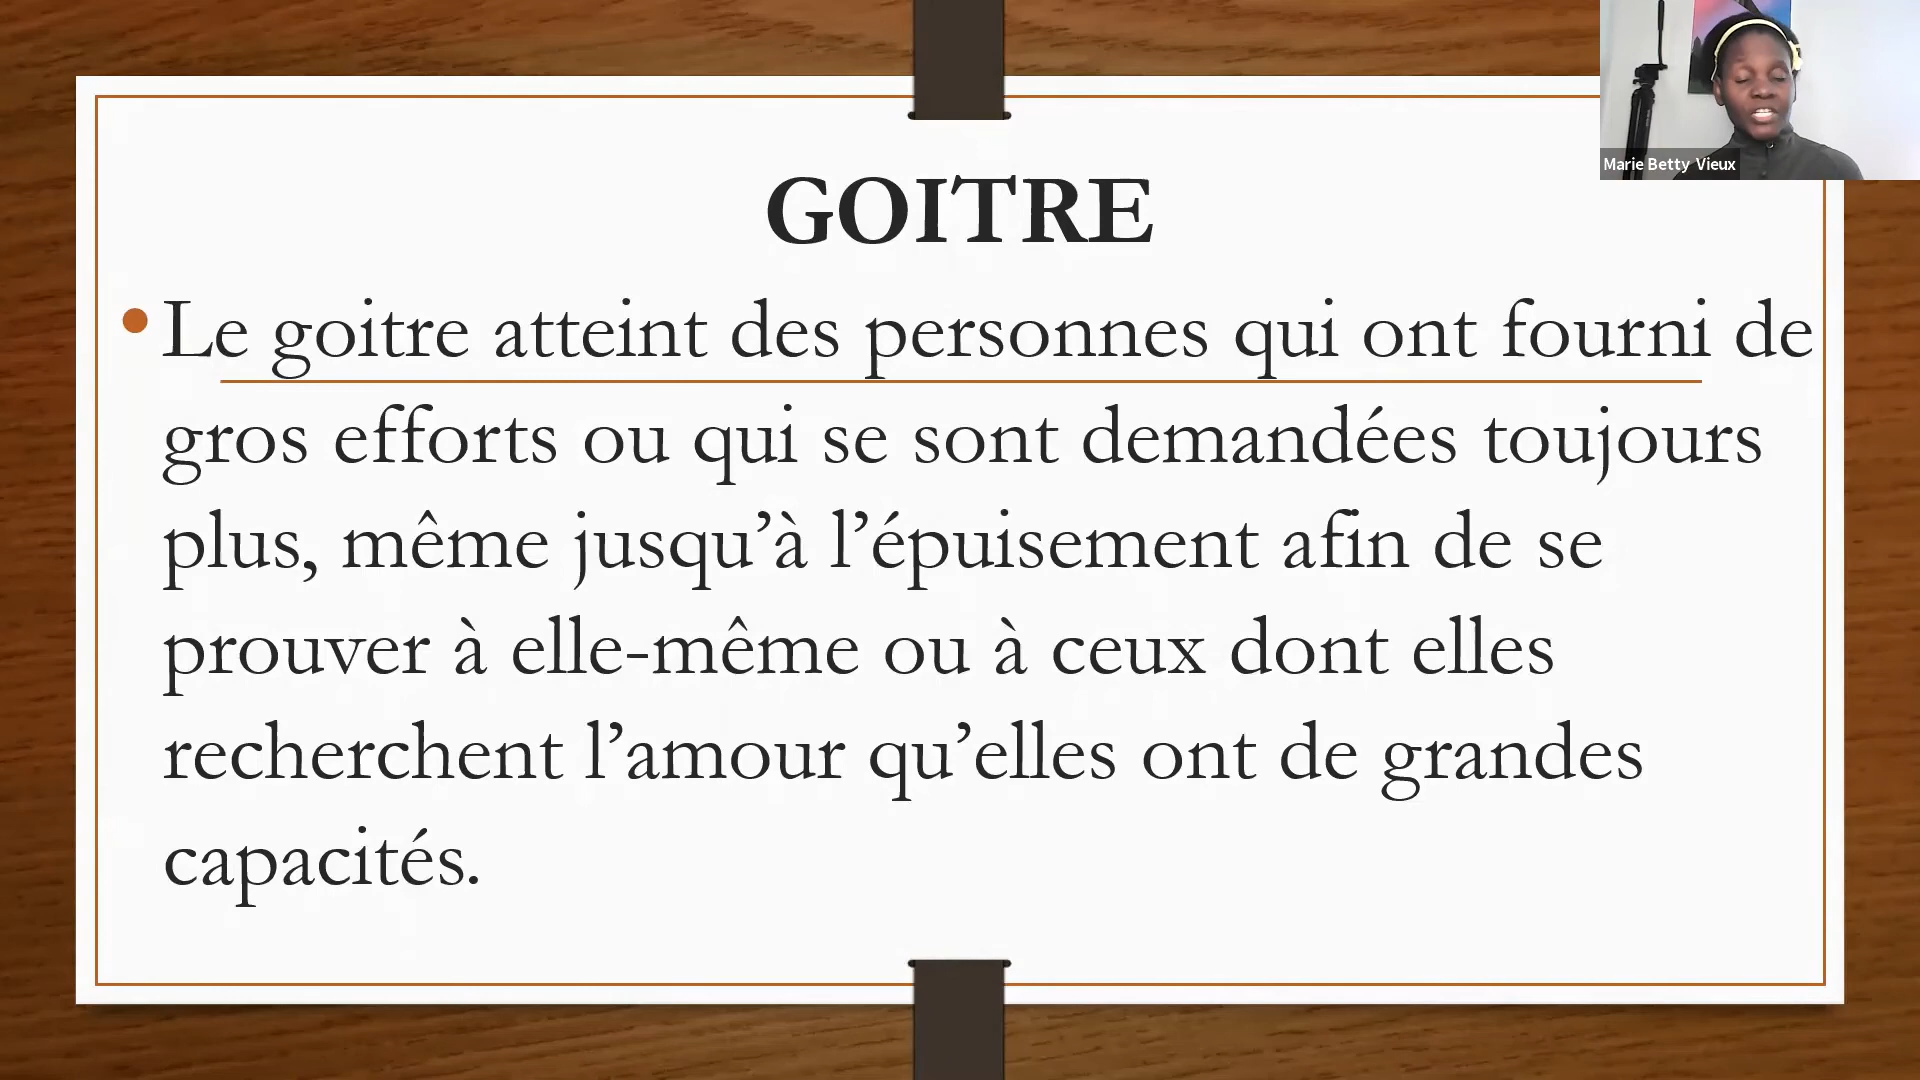 Marie Betty Vieux
GOITRE
• Le goitre atteint des personnes qui ont fourni de
gros efforts ou qui se sont demandées toujours
plus, même jusqu’à l’épuisement afin de se
prouver à elle-même ou à ceux dont elles
recherchent l’amour qu’elles ont de grandes
capacités.